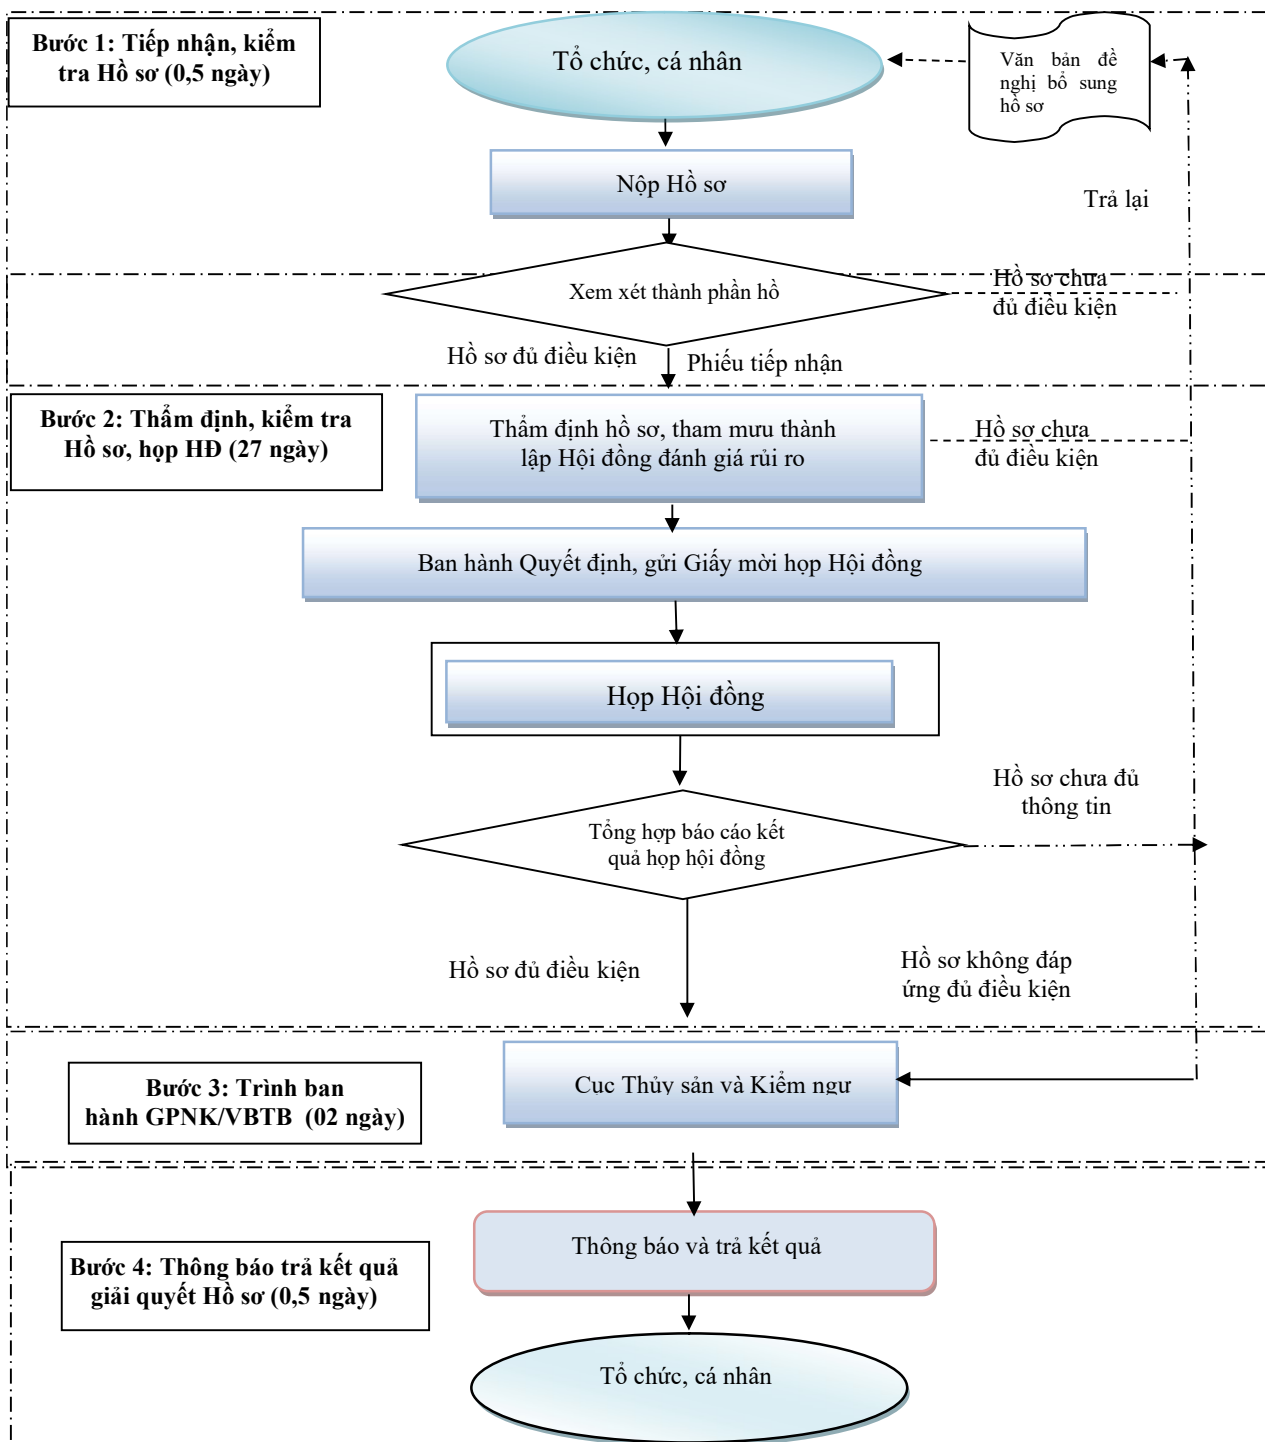 Bước 1: Tiếp nhận, kiểm
tra Hồ sơ (0,5 ngày)
Tổ chức, cá nhân
Văn bản đề
nghị bổ sung
hồ sơ
Nộp Hồ sơ
Trả lại
Xem xét thành phần hồ
Hồ sơ chưa
đủ điều kiện
Hồ sơ đủ điều kiện
Phiếu tiếp nhận
Bước 2: Thẩm định, kiểm tra
Hồ sơ, họp HĐ (27 ngày)
Thẩm định hồ sơ, tham mưu thành
lập Hội đồng đánh giá rủi ro
Hồ sơ chưa
đủ điều kiện
Ban hành Quyết định, gửi Giấy mời họp Hội đồng
Họp Hội đồng
Hồ sơ chưa đủ
thông tin
Tổng hợp báo cáo kết
quả họp hội đồng
Hồ sơ đủ điều kiện
Hồ sơ không đáp
ứng đủ điều kiện
Bước 3: Trình ban
hành GPNK/VBTB (02 ngày)
Cục Thủy sản và Kiểm ngư
Thông báo và trả kết quả
Bước 4: Thông báo trả kết quả
giải quyết Hồ sơ (0,5 ngày)
Tổ chức, cá nhân